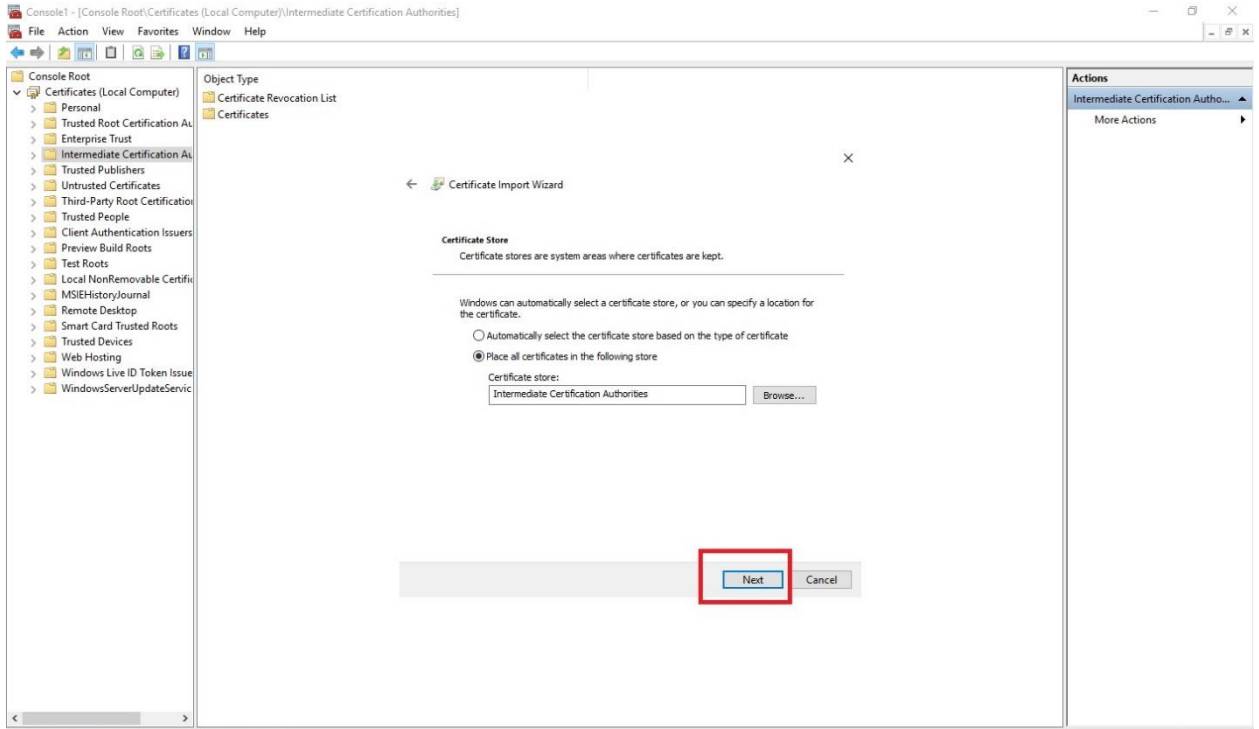 Console1 - [Console Root\Certificates (Local Computer)\Intermediate Certification Authorities]
File Action View Favorites Window Help
Console Root
Certificates (Local Computer)
Personal
Trusted Root Certification Au
Enterprise Trust
Intermediate Certification Au
Trusted Publishers
Untrusted Certificates
Third-Party Root Certification
Trusted People
Client Authentication Issuers
Preview Build Roots
Test Roots
Local NonRemovable Certific
MSIEHistoryJournal
Remote Desktop
Smart Card Trusted Roots
Trusted Devices
Web Hosting
Windows Live ID Token Issue
WindowsServerUpdateServic
Object Type
Certificate Revocation List
Certificates
Certificate Import Wizard
Certificate Store
Certificate stores are system areas where certificates are kept.
Windows can automatically select a certificate store, or you can specify a location for
the certificate.
Automatically select the certificate store based on the type of certificate
Place all certificates in the following store
Certificate store:
Intermediate Certification Authorities
Browse...
Next Cancel
Actions
Intermediate Certification Autho...
More Actions